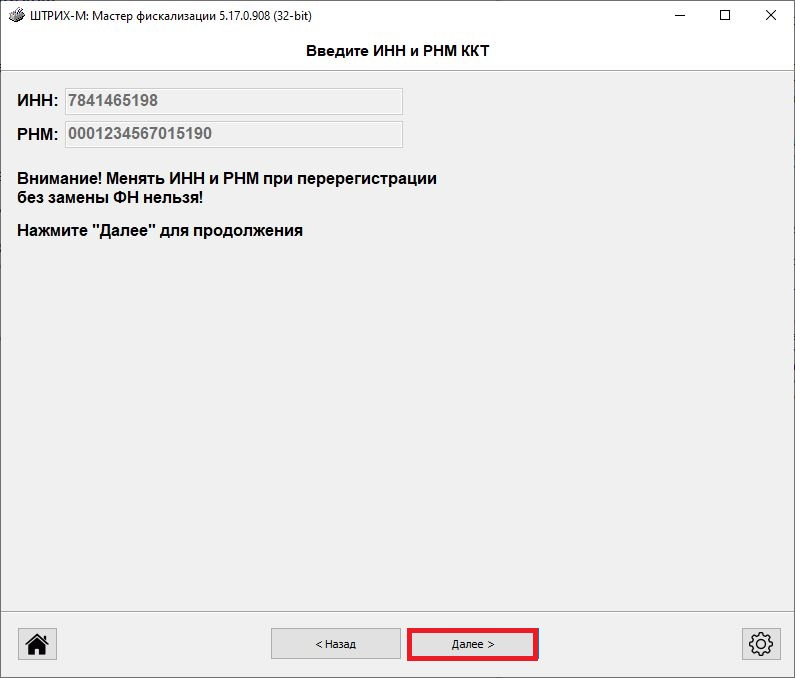 ШТРИХ-М: Мастер фискализации 5.17.0.908 (32-bit)
Введите ИНН и РНМ ККТ
ИНН: 7841465198
РНМ: 0001234567015190
Внимание! Менять ИНН и РНМ при перерегистрации
без замены ФН нельзя!
Нажмите "Далее" для продолжения
< Назад
Далее >